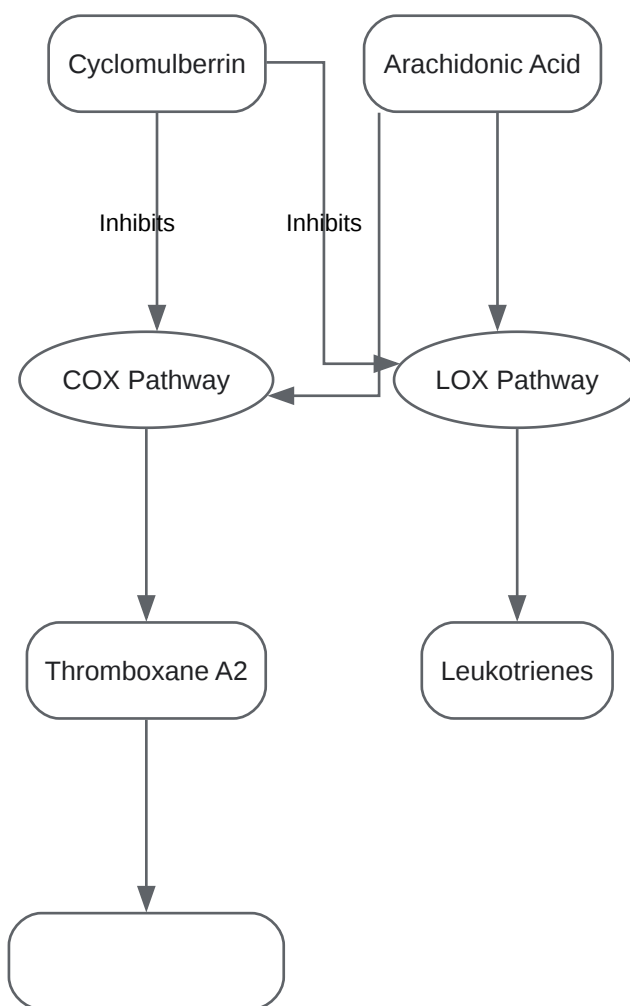 Cyclomulberrin
Arachidonic Acid
Inhibits
Inhibits
COX Pathway
LOX Pathway
Thromboxane A2
Leukotrienes